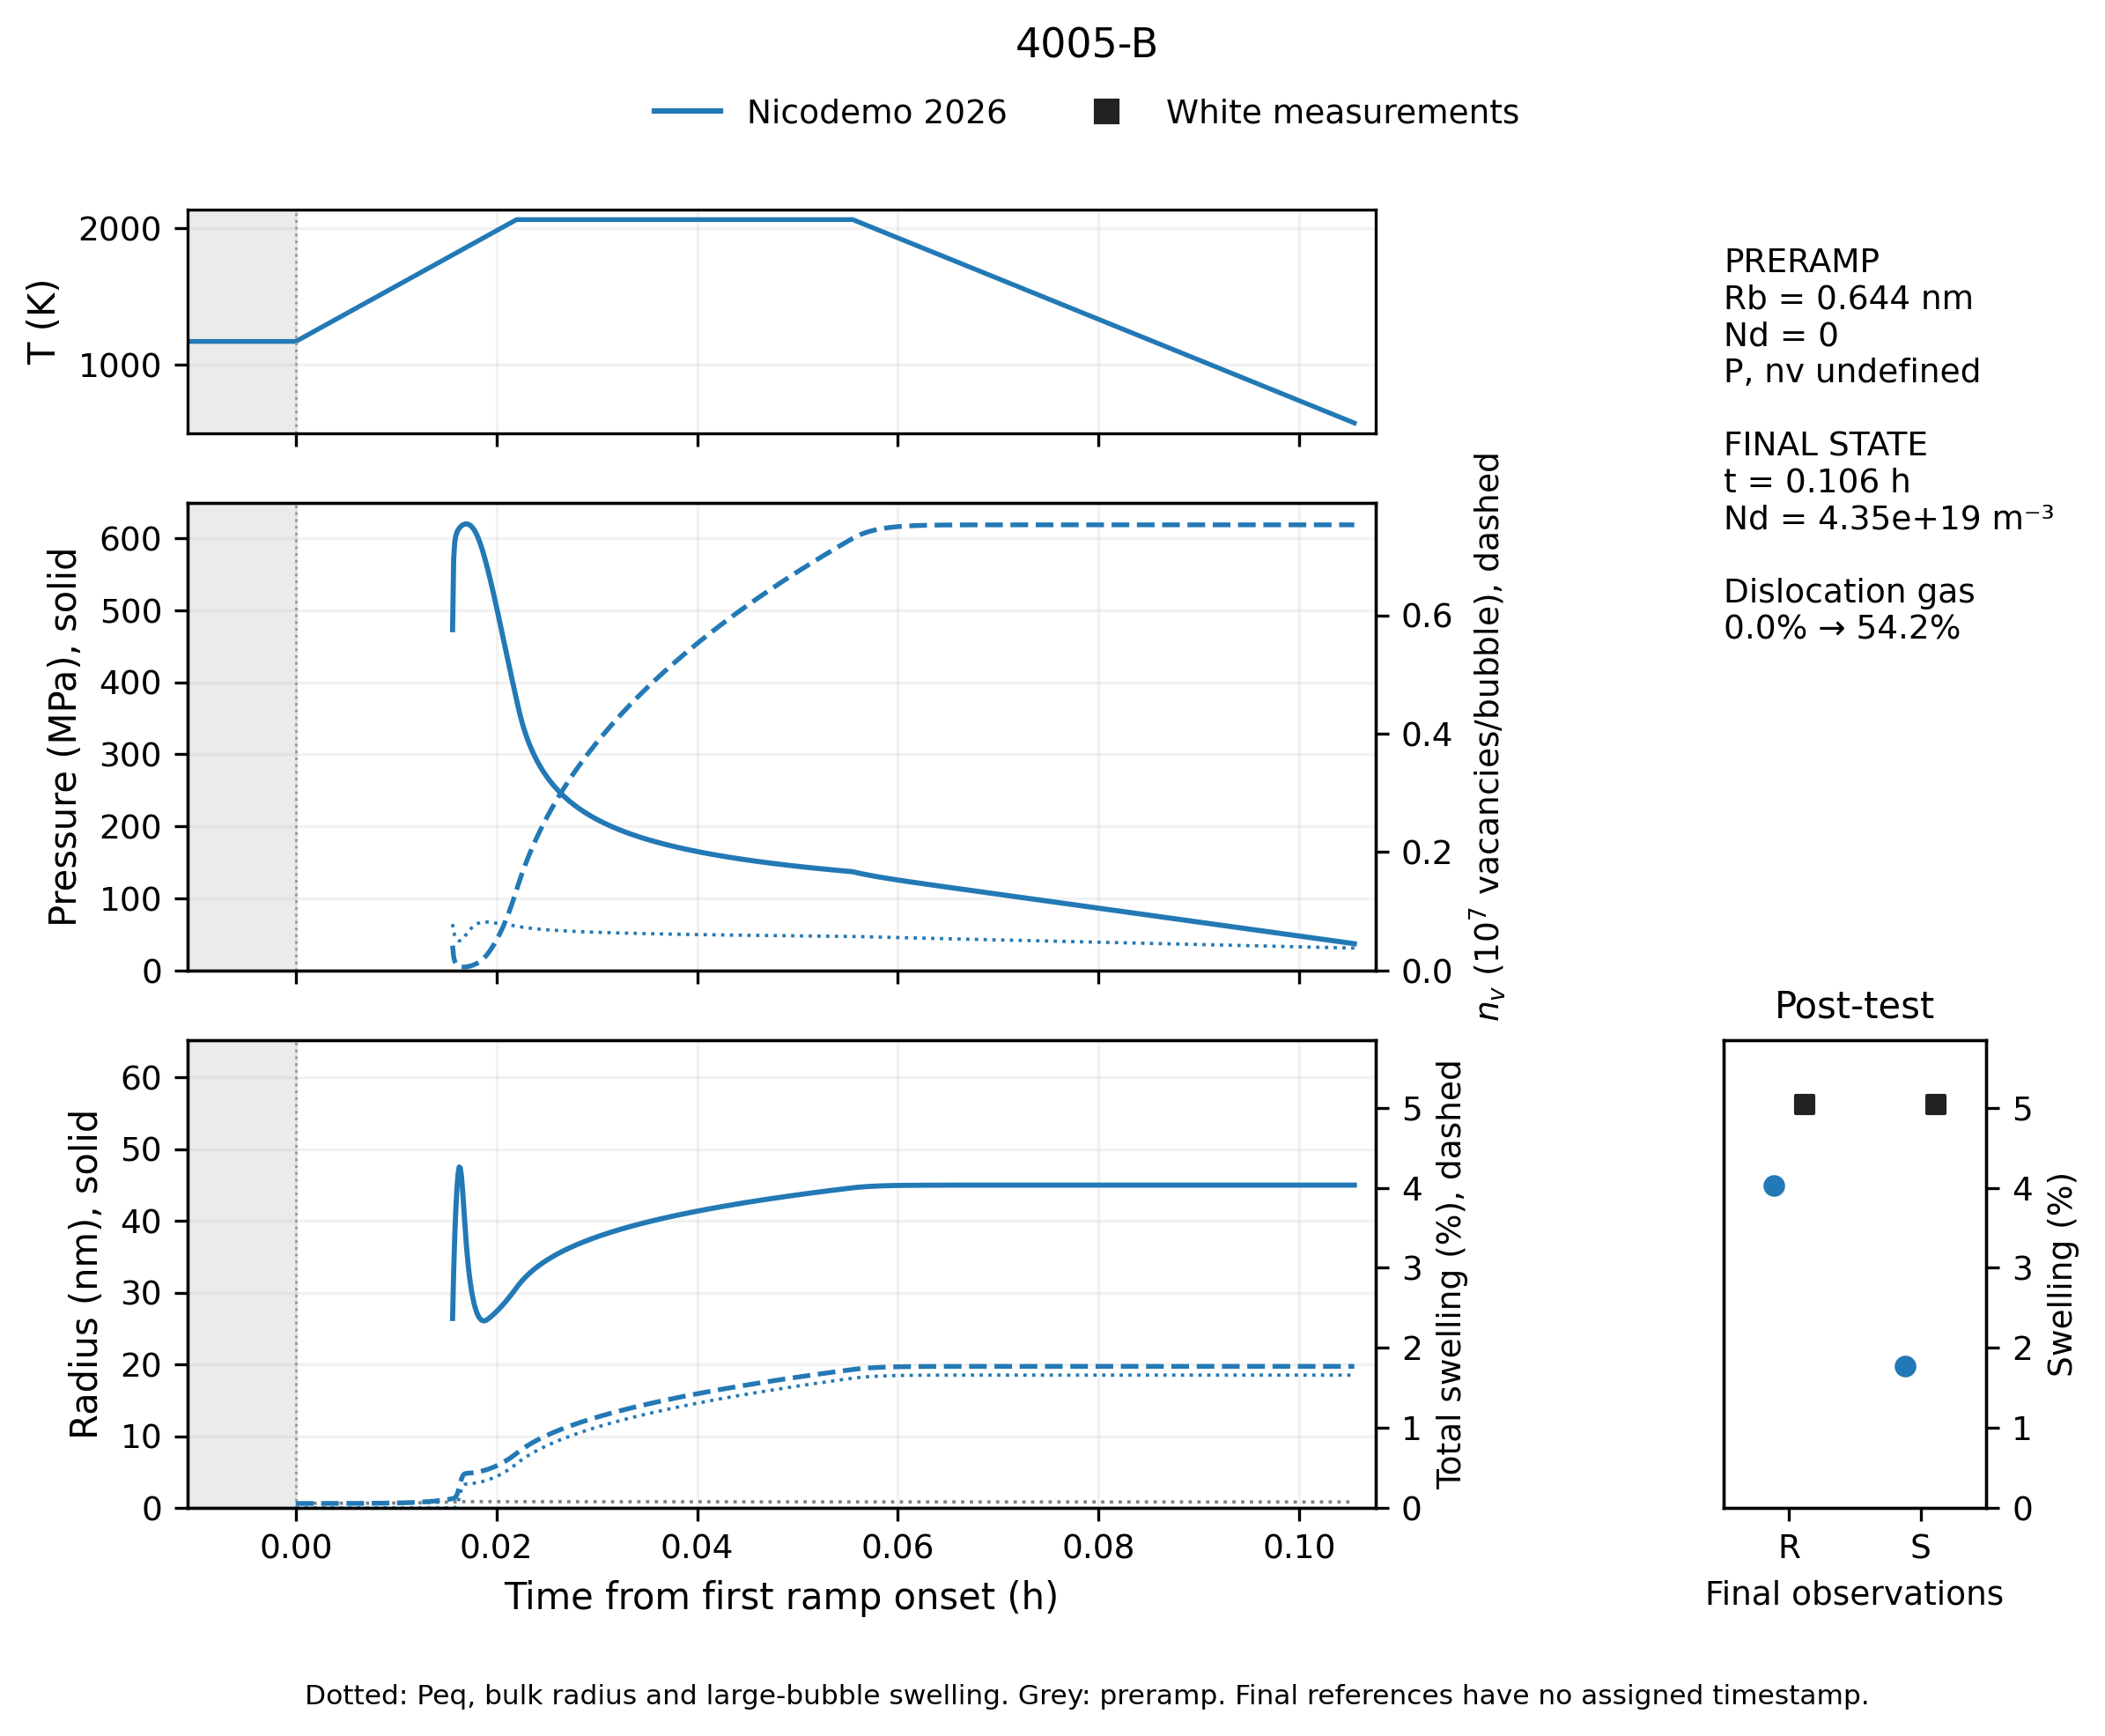 4005-B
Nicodemo 2026
White measurements
2000
1000
T (K)
PRERAMP
Rb = 0.644 nm
Nd = 0
P, nv undefined
FINAL STATE
t = 0.106 h
Nd = 4.35e+19 m⁻³
Dislocation gas
0.0% → 54.2%
600
500
400
300
200
100
0
Pressure (MPa), solid
0.6
0.4
0.2
0.0
nᵥ (10⁷ vacancies/bubble), dashed
60
50
40
30
20
10
0
Radius (nm), solid
5
4
3
2
1
0
Total swelling (%), dashed
0.00 0.02 0.04 0.06 0.08 0.10
Time from first ramp onset (h)
Post-test
5
4
3
2
1
0
Swelling (%)
R S
Final observations
Dotted: Peq, bulk radius and large-bubble swelling. Grey: preramp. Final references have no assigned timestamp.